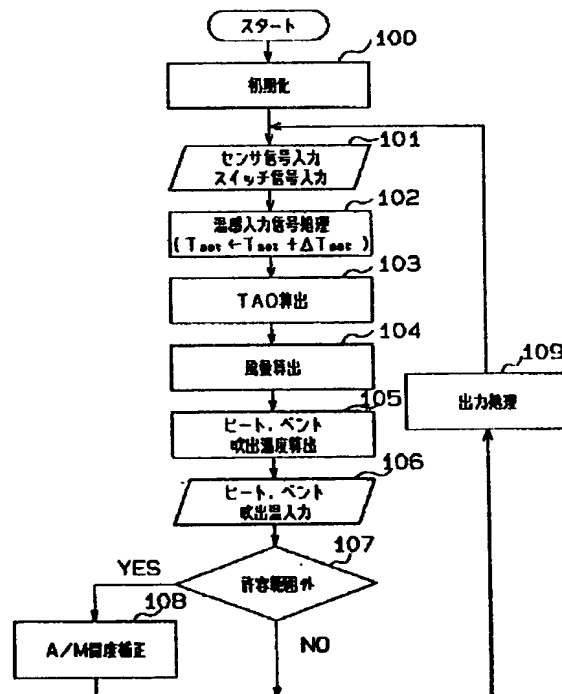 スタート
100
初期化
101
センサ信号入力
スイッチ信号入力
102
温感入力信号処理
(Tset←Tset+ΔTset)
103
TAO算出
104
風量算出
105
ヒート、ベント
吹出温度算出
106
ヒート、ベント
吹出温入力
107
許容範囲外
YES
NO
108
A/M開度補正
109
出力処理